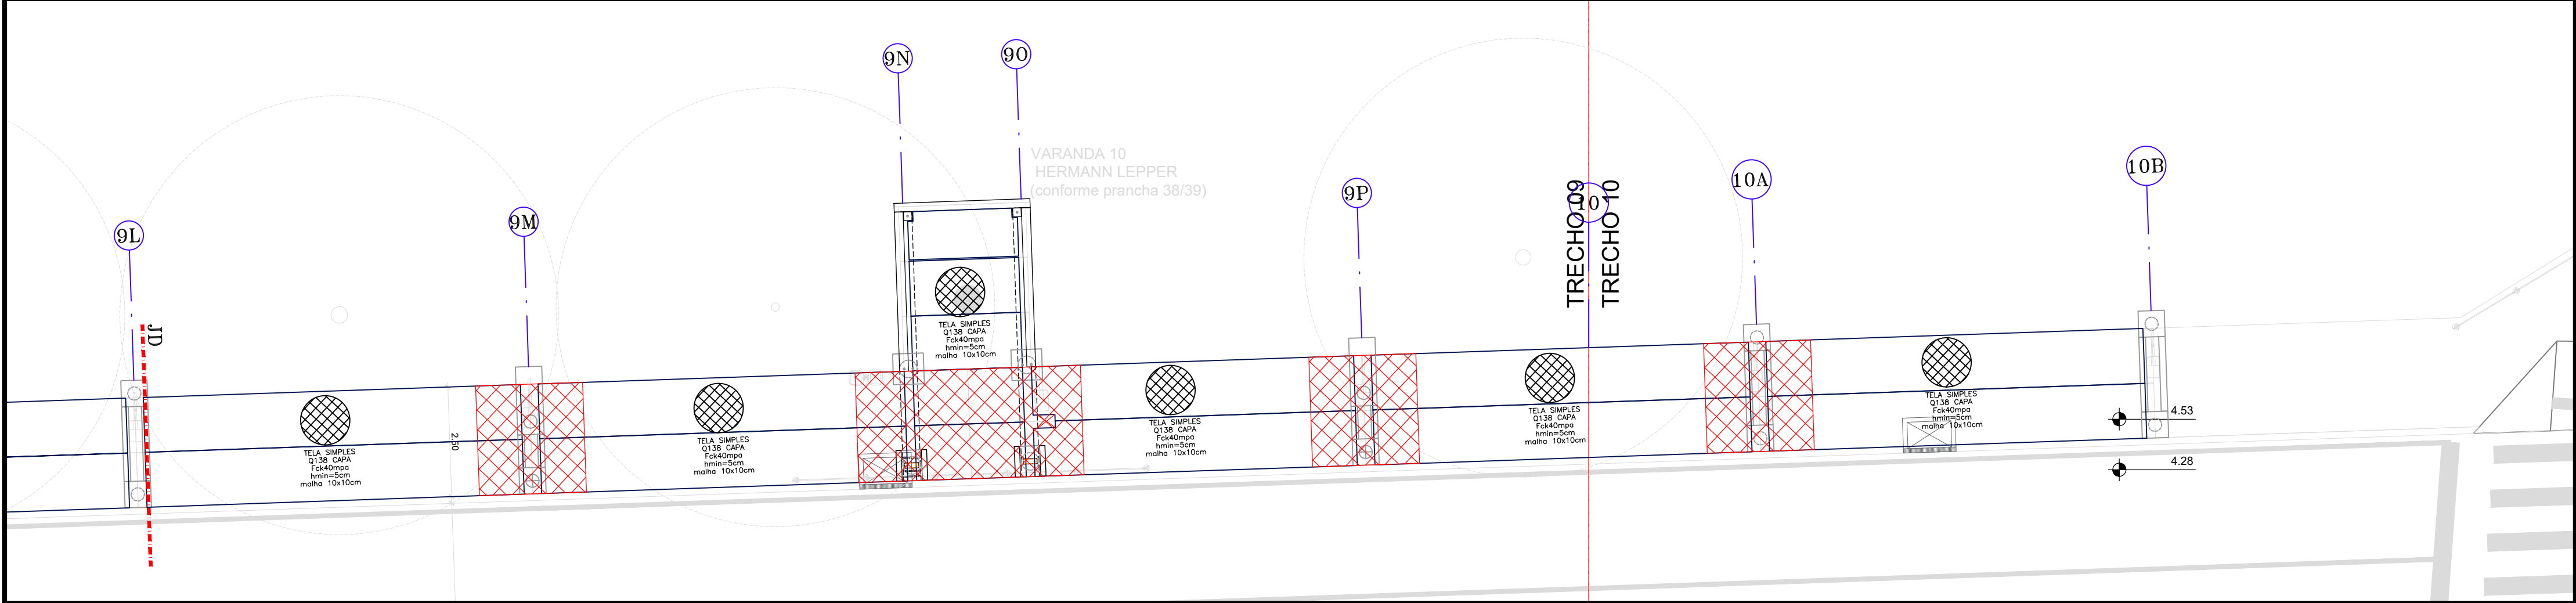 9N
9O
VARANDA 10
HERMANN LEPPER
(conforme prancha 38/39)
9L
9M
9P
TRECHO 09
10
TRECHO 10
10A
10B
JD
2.50
TELA SIMPLES
Q138 CAPA
Fck40mpa
hmin=5cm
malha 10x10cm
TELA SIMPLES
Q138 CAPA
Fck40mpa
hmin=5cm
malha 10x10cm
TELA SIMPLES
Q138 CAPA
Fck40mpa
hmin=5cm
malha 10x10cm
TELA SIMPLES
Q138 CAPA
Fck40mpa
hmin=5cm
malha 10x10cm
TELA SIMPLES
Q138 CAPA
Fck40mpa
hmin=5cm
malha 10x10cm
TELA SIMPLES
Q138 CAPA
Fck40mpa
hmin=5cm
malha 10x10cm
4.53
4.28